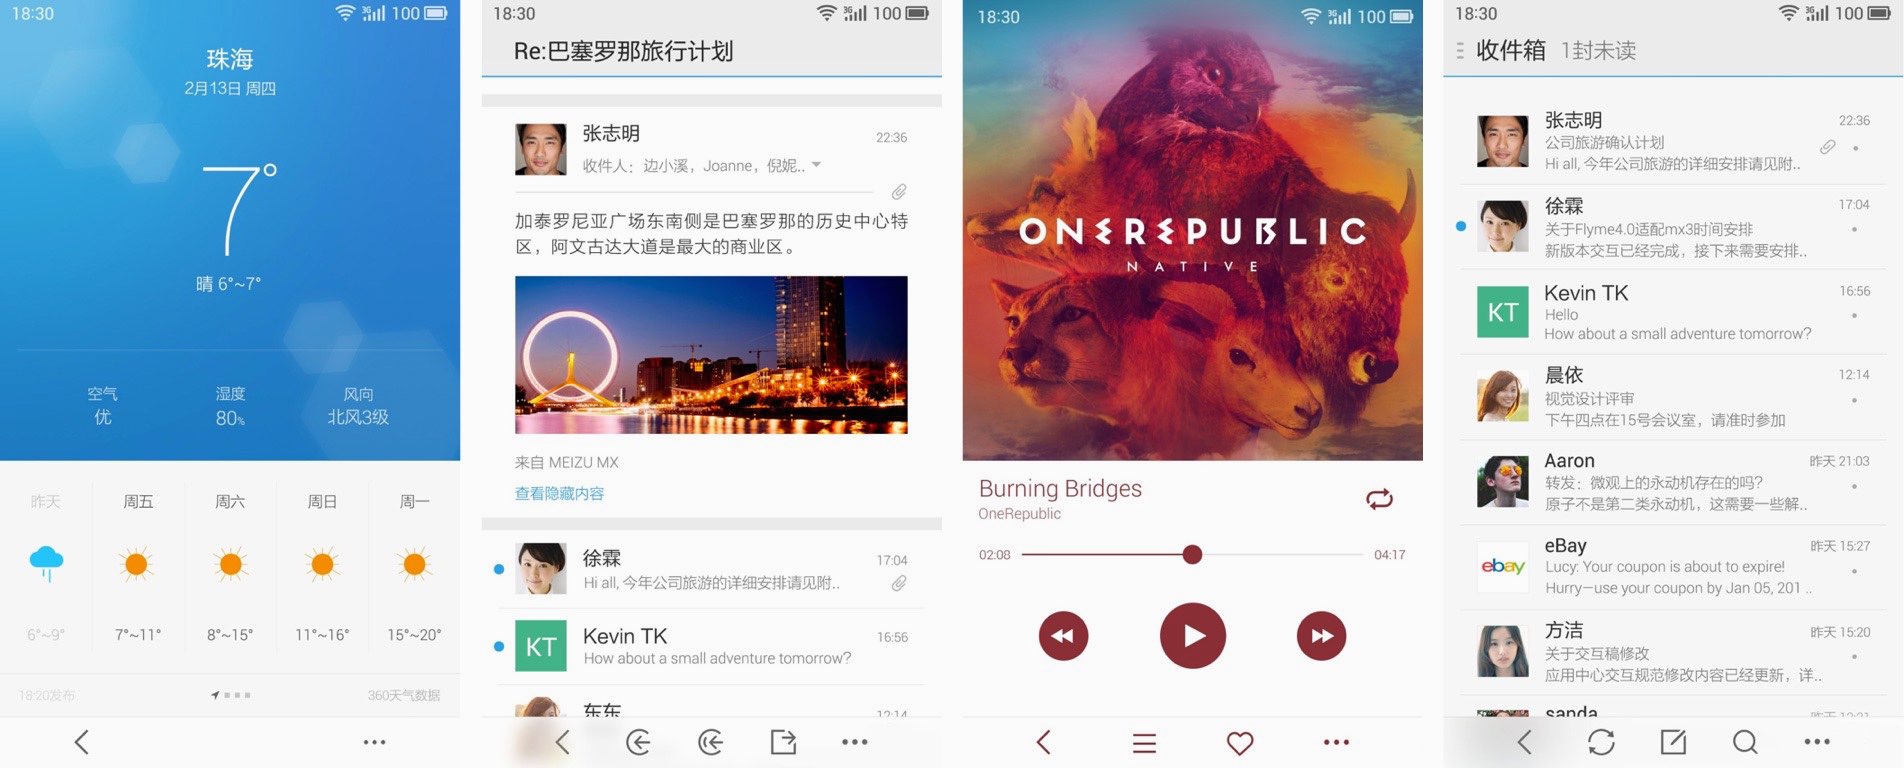 18:30
3G 100
珠海
2月13日 周四
7°
晴 6°~7°
空气
湿度
风向
优
80%
北风3级
昨天
周五
周六
周日
周一
6°~9°
7°~11°
8°~15°
11°~16°
15°~20°
18:20发布
360天气数据
18:30
3G 100
Re:巴塞罗那旅行计划
张志明
22:36
收件人：边小溪，Joanne，倪妮..
加泰罗尼亚广场东南侧是巴塞罗那的历史中心特
区，阿文古达大道是最大的商业区。
来自 MEIZU MX
查看隐藏内容
徐霖
17:04
Hi all, 今年公司旅游的详细安排请见附..
KT
Kevin TK
16:56
How about a small adventure tomorrow?
东东
12:14
18:30
3G 100
ONEREPUBLIC
NATIVE
Burning Bridges
OneRepublic
02:08
04:17
18:30
3G 100
收件箱 1封未读
张志明
22:36
公司旅游确认计划
Hi all, 今年公司旅游的详细安排请见附..
徐霖
17:04
关于Flyme4.0适配mx3时间安排
新版本交互已经完成，接下来需要安排..
KT
Kevin TK
16:56
Hello
How about a small adventure tomorrow?
晨依
12:14
视觉设计评审
下午四点在15号会议室，请准时参加
Aaron
昨天 21:03
转发：微观上的永动机存在的吗?
原子不是第二类永动机，这需要一些解..
ebay
eBay
昨天 15:27
Lucy: Your coupon is about to expire!
Hurry—use your coupon by Jan 05, 201 ..
方洁
昨天 15:20
关于交互稿修改
应用中心交互规范修改内容已经更新，详..
sanda
昨天